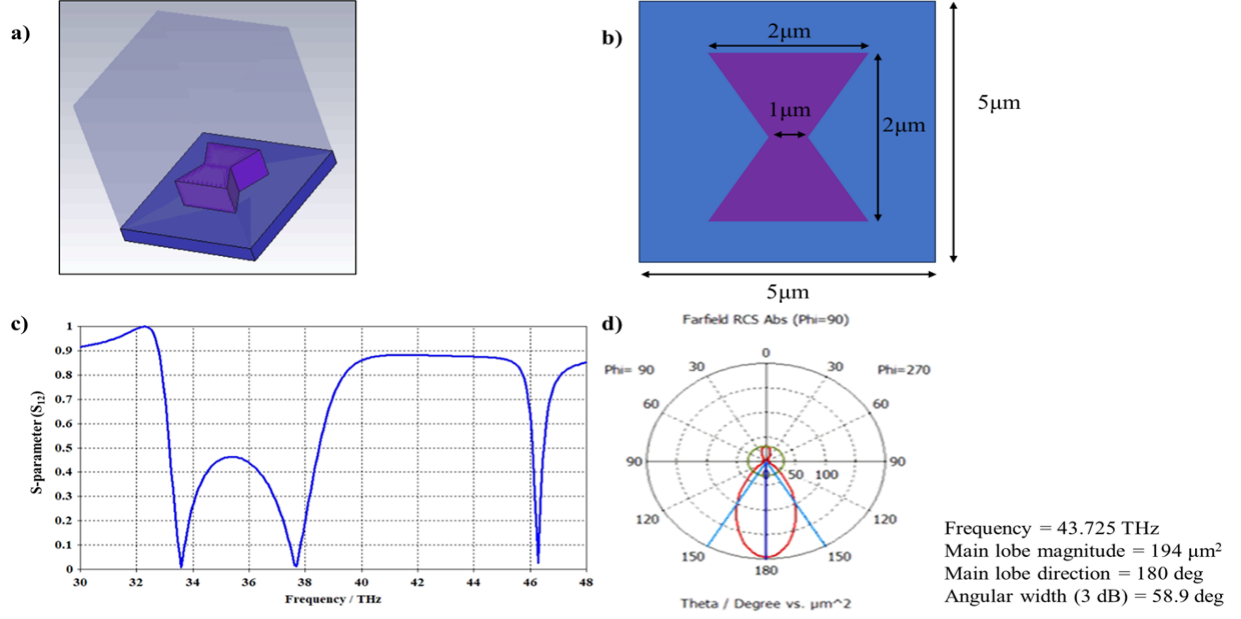 a)
b)
2μm
1μm
2μm
5μm
5μm
c)
S-parameter (S12)
1
0.9
0.8
0.7
0.6
0.5
0.4
0.3
0.2
0.1
0
30 32 34 36 38 40 42 44 46 48
Frequency / THz
d)
Farfield RCS Abs (Phi=90)
Phi= 90 30 0 30 Phi=270
60 60
90 0 50 100 90
120 120
150 150
180
Theta / Degree vs. μm^2
Frequency = 43.725 THz
Main lobe magnitude = 194 μm²
Main lobe direction = 180 deg
Angular width (3 dB) = 58.9 deg